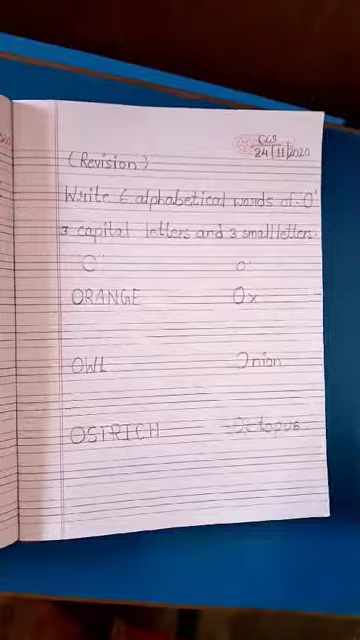 C.W
24/11/2020
(Revision)
Write 6 alphabetical words of - O'
3 capital letters and 3 small letters.
O" o'
ORANGE Ox
OWL Onion
OSTRICH Octopus